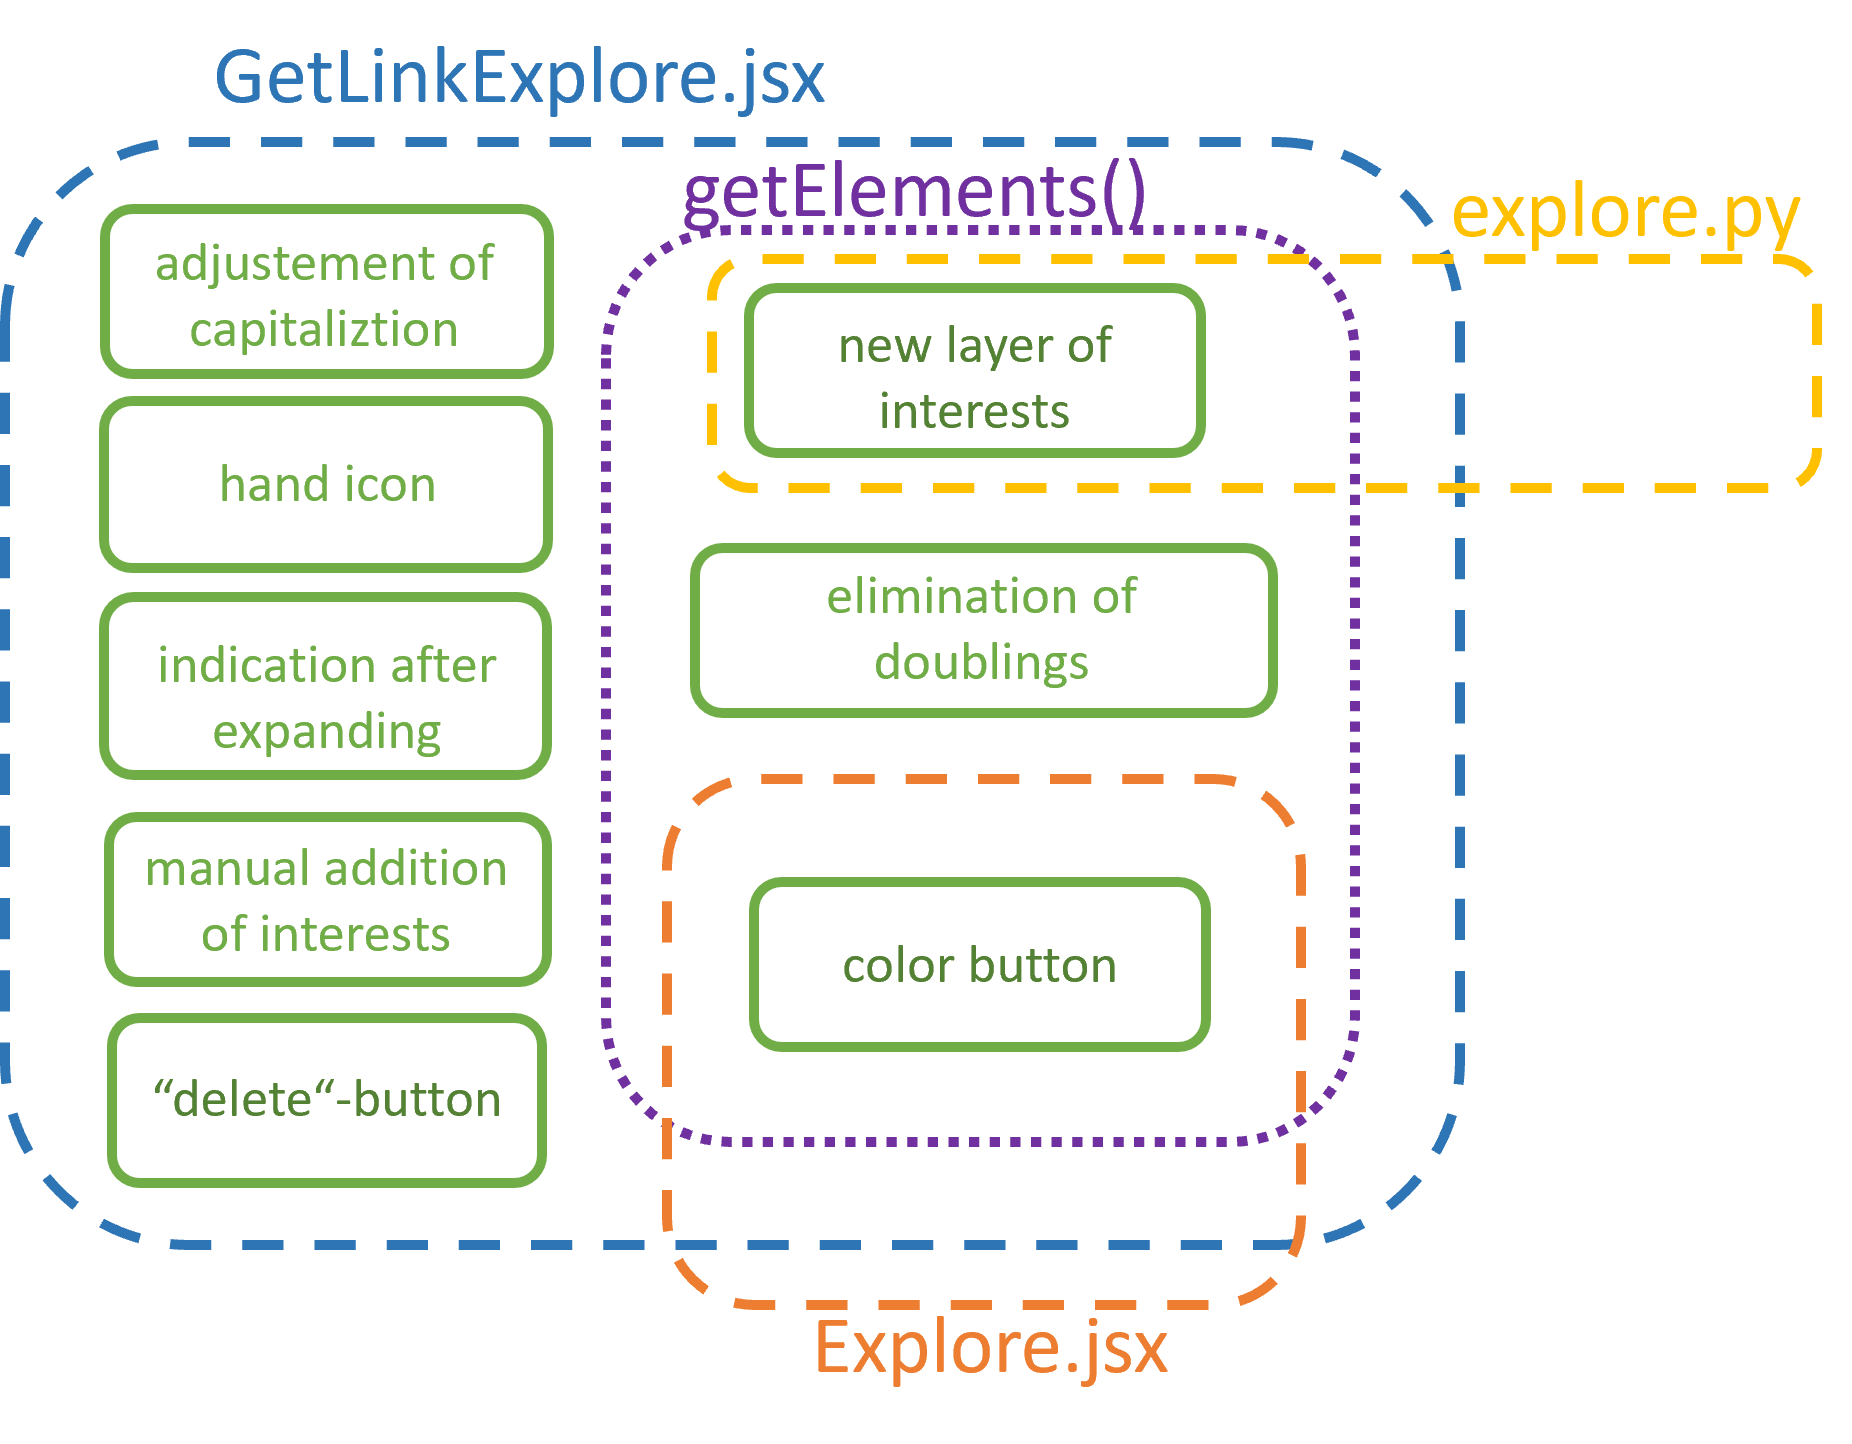 GetLinkExplore.jsx
getElements()
explore.py
adjustement of
capitaliztion
hand icon
indication after
expanding
manual addition
of interests
“delete“-button
new layer of
interests
elimination of
doublings
color button
Explore.jsx